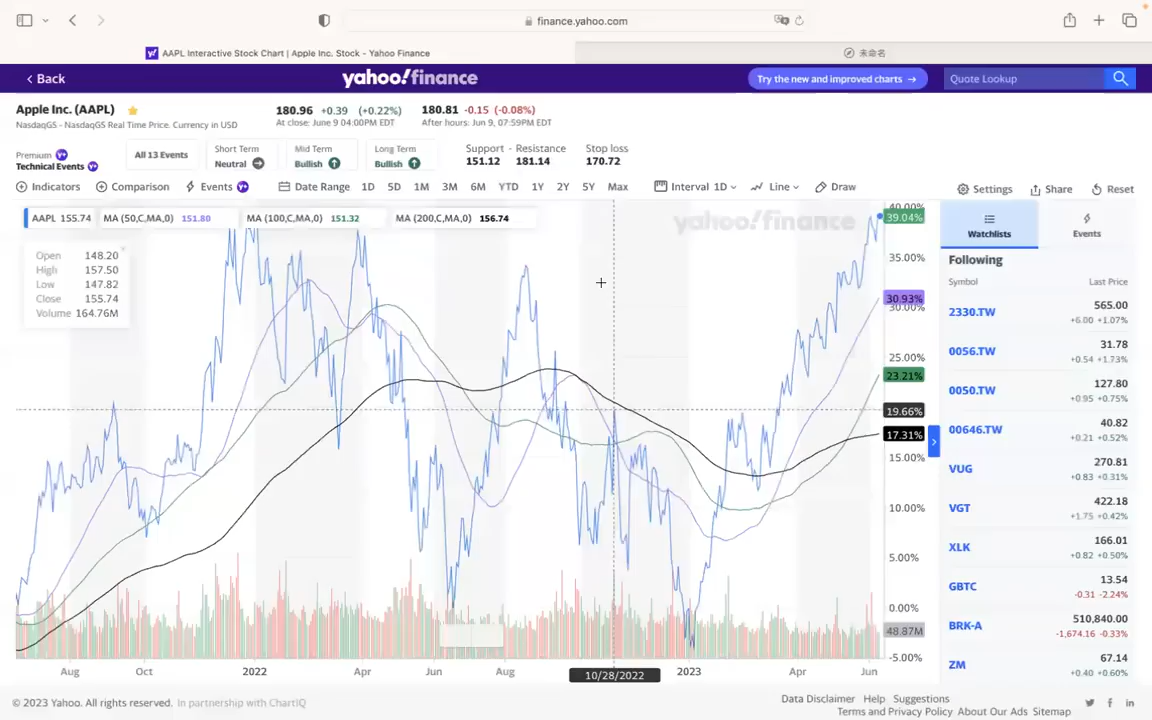 finance.yahoo.com
AAPL Interactive Stock Chart | Apple Inc. Stock - Yahoo Finance
未命名
Back
yahoo!finance
Try the new and improved charts →
Quote Lookup
Apple Inc. (AAPL)
NasdaqGS - NasdaqGS Real Time Price. Currency in USD
180.96 +0.39 (+0.22%)
At close: June 9 04:00PM EDT
180.81 -0.15 (-0.08%)
After hours: Jun 9, 07:59PM EDT
Premium
Technical Events
All 13 Events
Short Term
Neutral
Mid Term
Bullish
Long Term
Bullish
Support - Resistance
151.12 181.14
Stop loss
170.72
Indicators
Comparison
Events
Date Range
1D 5D 1M 3M 6M YTD 1Y 2Y 5Y Max
Interval 1D
Line
Draw
Settings
Share
Reset
AAPL 155.74
MA (50,C,MA,0) 151.80
MA (100,C,MA,0) 151.32
MA (200,C,MA,0) 156.74
yahoo!finance
Open 148.20
High 157.50
Low 147.82
Close 155.74
Volume 164.76M
40.00%
39.04%
35.00%
30.93%
30.00%
25.00%
23.21%
19.66%
17.31%
15.00%
10.00%
5.00%
0.00%
48.87M
-5.00%
Aug Oct 2022 Apr Jun Aug 10/28/2022 2023 Apr Jun
Watchlists
Events
Following
Symbol Last Price
2330.TW 565.00
+6.00 +1.07%
0056.TW 31.78
+0.54 +1.73%
0050.TW 127.80
+0.95 +0.75%
00646.TW 40.82
+0.21 +0.52%
VUG 270.81
+0.83 +0.31%
VGT 422.18
+1.75 +0.42%
XLK 166.01
+0.82 +0.50%
GBTC 13.54
-0.31 -2.24%
BRK-A 510,840.00
-1,674.16 -0.33%
ZM 67.14
+0.40 +0.60%
© 2023 Yahoo. All rights reserved. In partnership with ChartIQ
Data Disclaimer Help Suggestions
Terms and Privacy Policy About Our Ads Sitemap